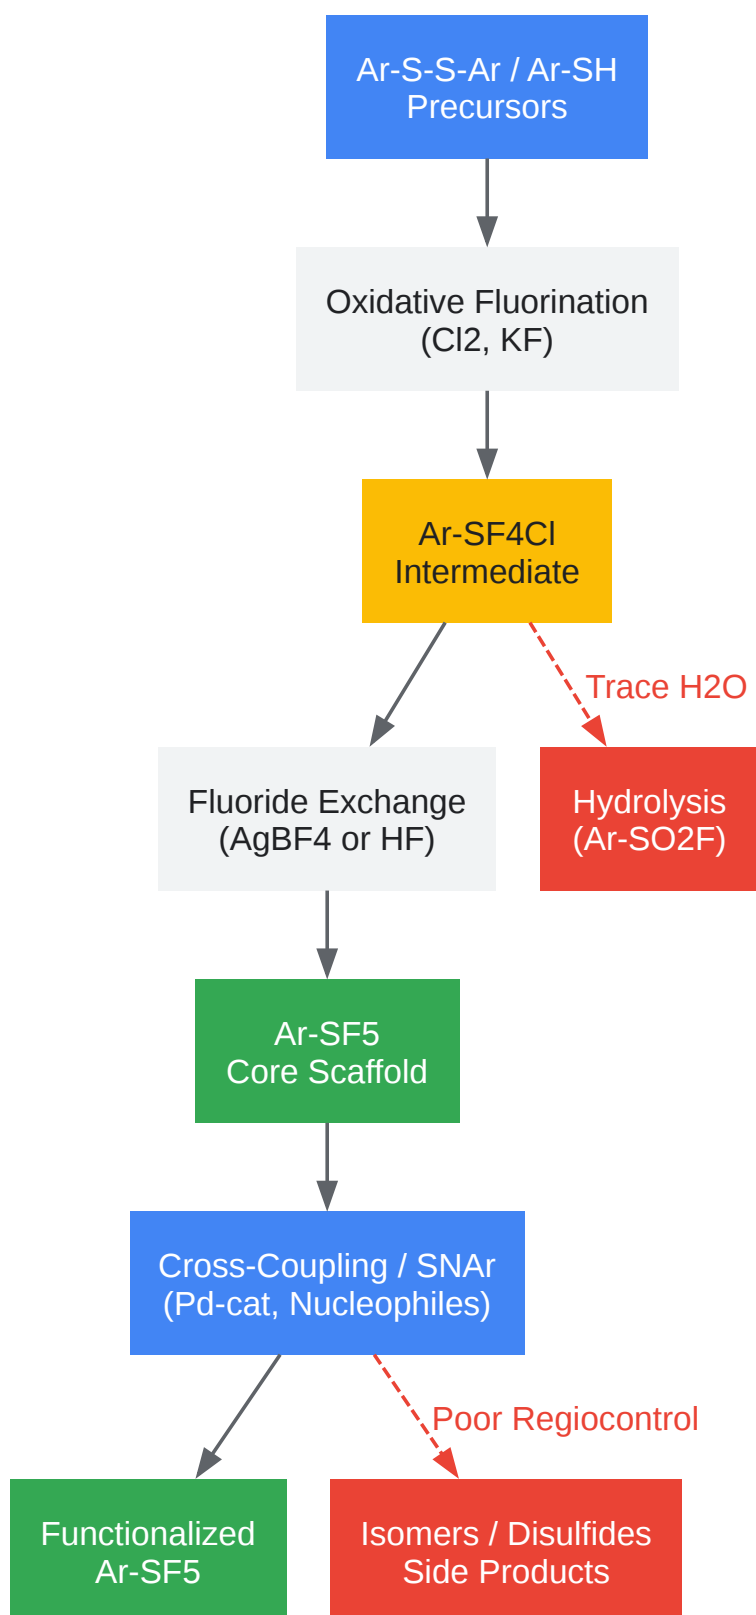 Ar-S-S-Ar / Ar-SH
Precursors
Oxidative Fluorination
(Cl2, KF)
Ar-SF4Cl
Intermediate
Trace H2O
Fluoride Exchange
(AgBF4 or HF)
Hydrolysis
(Ar-SO2F)
Ar-SF5
Core Scaffold
Cross-Coupling / SNAr
(Pd-cat, Nucleophiles)
Poor Regiocontrol
Functionalized
Ar-SF5
Isomers / Disulfides
Side Products